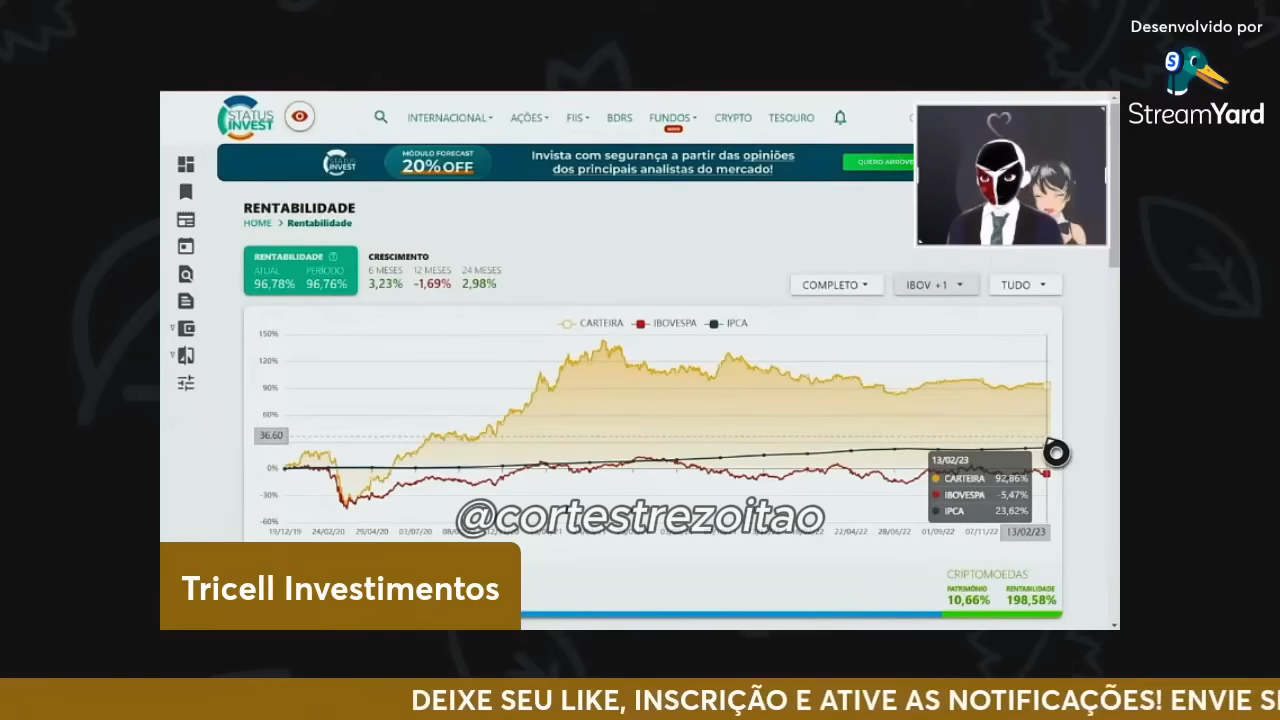 Desenvolvido por
StreamYard
STATUS INVEST
INTERNACIONAL
AÇÕES
FIIS
BDRS
FUNDOS
CRYPTO
TESOURO
MÓDULO FORECAST
20% OFF
STATUS INVEST
Invista com segurança a partir das opiniões
dos principais analistas do mercado!
QUERO APROVE
RENTABILIDADE
HOME > Rentabilidade
RENTABILIDADE
ATUAL PERÍODO
96,78% 96,76%
CRESCIMENTO
6 MESES 12 MESES 24 MESES
3,23% -1,69% 2,98%
COMPLETO
IBOV +1
TUDO
CARTEIRA IBOVESPA IPCA
150%
120%
90%
60%
36.60
0%
-30%
-60%
13/02/23
CARTEIRA 92,86%
IBOVESPA -5,47%
IPCA 23,62%
@cortestrezoitao
19/12/19 24/02/20 29/04/20 03/07/20 22/04/22 28/06/22 01/09/22 07/11/22 13/02/23
CRIPTOMOEDAS
PATRIMÔNIO RENTABILIDADE
10,66% 198,58%
Tricell Investimentos
DEIXE SEU LIKE, INSCRIÇÃO E ATIVE AS NOTIFICAÇÕES! ENVIE S